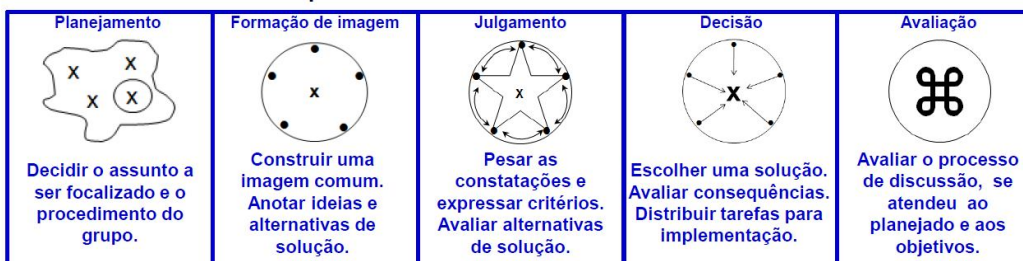 Planejamento
X
X
X
X
Decidir o assunto a
ser focalizado e o
procedimento do
grupo.
Formação de imagem
x
Construir uma
imagem comum.
Anotar ideias e
alternativas de
solução.
Julgamento
x
Pesar as
constatações e
expressar critérios.
Avaliar alternativas
de solução.
Decisão
X
Escolher uma solução.
Avaliar consequências.
Distribuir tarefas para
implementação.
Avaliação
⌘
Avaliar o processo
de discussão, se
atendeu ao
planejado e aos
objetivos.